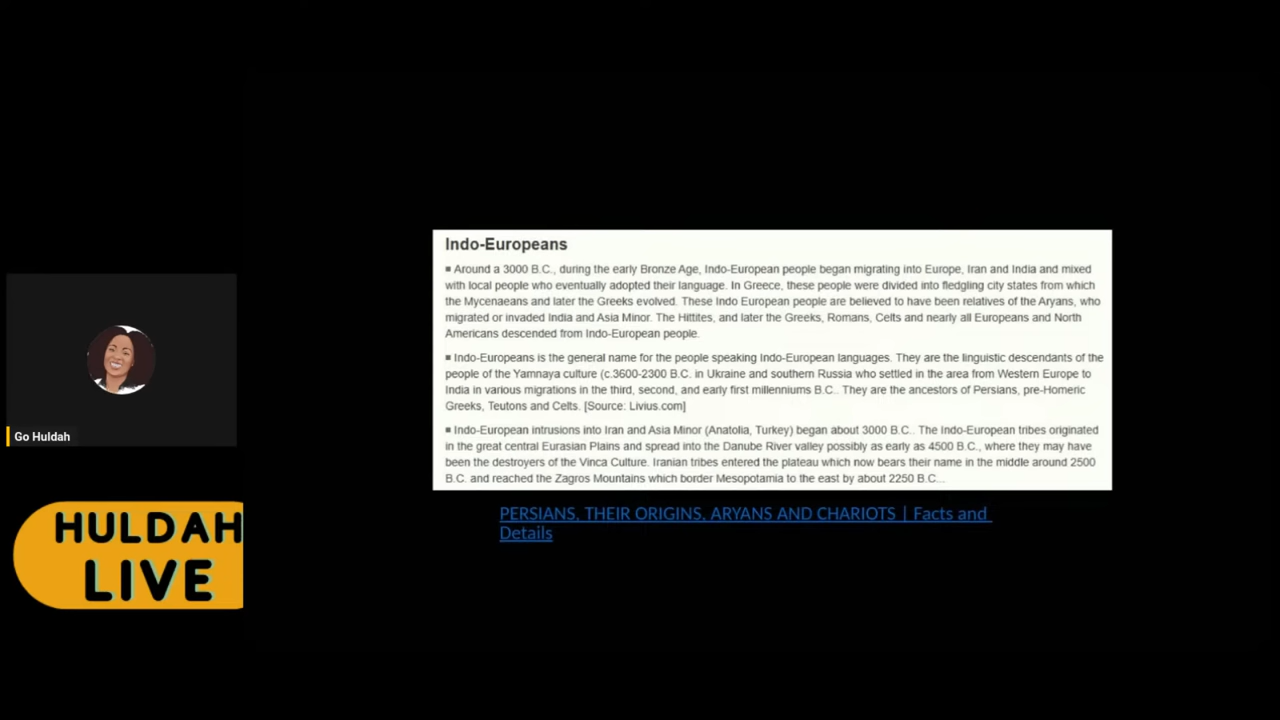 Indo-Europeans
▪ Around a 3000 B.C., during the early Bronze Age, Indo-European people began migrating into Europe, Iran and India and mixed
with local people who eventually adopted their language. In Greece, these people were divided into fledgling city states from which
the Mycenaeans and later the Greeks evolved. These Indo European people are believed to have been relatives of the Aryans, who
migrated or invaded India and Asia Minor. The Hittites, and later the Greeks, Romans, Celts and nearly all Europeans and North
Americans descended from Indo-European people.
▪ Indo-Europeans is the general name for the people speaking Indo-European languages. They are the linguistic descendants of the
people of the Yamnaya culture (c.3600-2300 B.C. in Ukraine and southern Russia who settled in the area from Western Europe to
India in various migrations in the third, second, and early first millenniums B.C.. They are the ancestors of Persians, pre-Homeric
Greeks, Teutons and Celts. [Source: Livius.com]
▪ Indo-European intrusions into Iran and Asia Minor (Anatolia, Turkey) began about 3000 B.C.. The Indo-European tribes originated
in the great central Eurasian Plains and spread into the Danube River valley possibly as early as 4500 B.C., where they may have
been the destroyers of the Vinca Culture. Iranian tribes entered the plateau which now bears their name in the middle around 2500
B.C. and reached the Zagros Mountains which border Mesopotamia to the east by about 2250 B.C...
PERSIANS, THEIR ORIGINS, ARYANS AND CHARIOTS | Facts and
Details
Go Huldah
HULDAH
LIVE